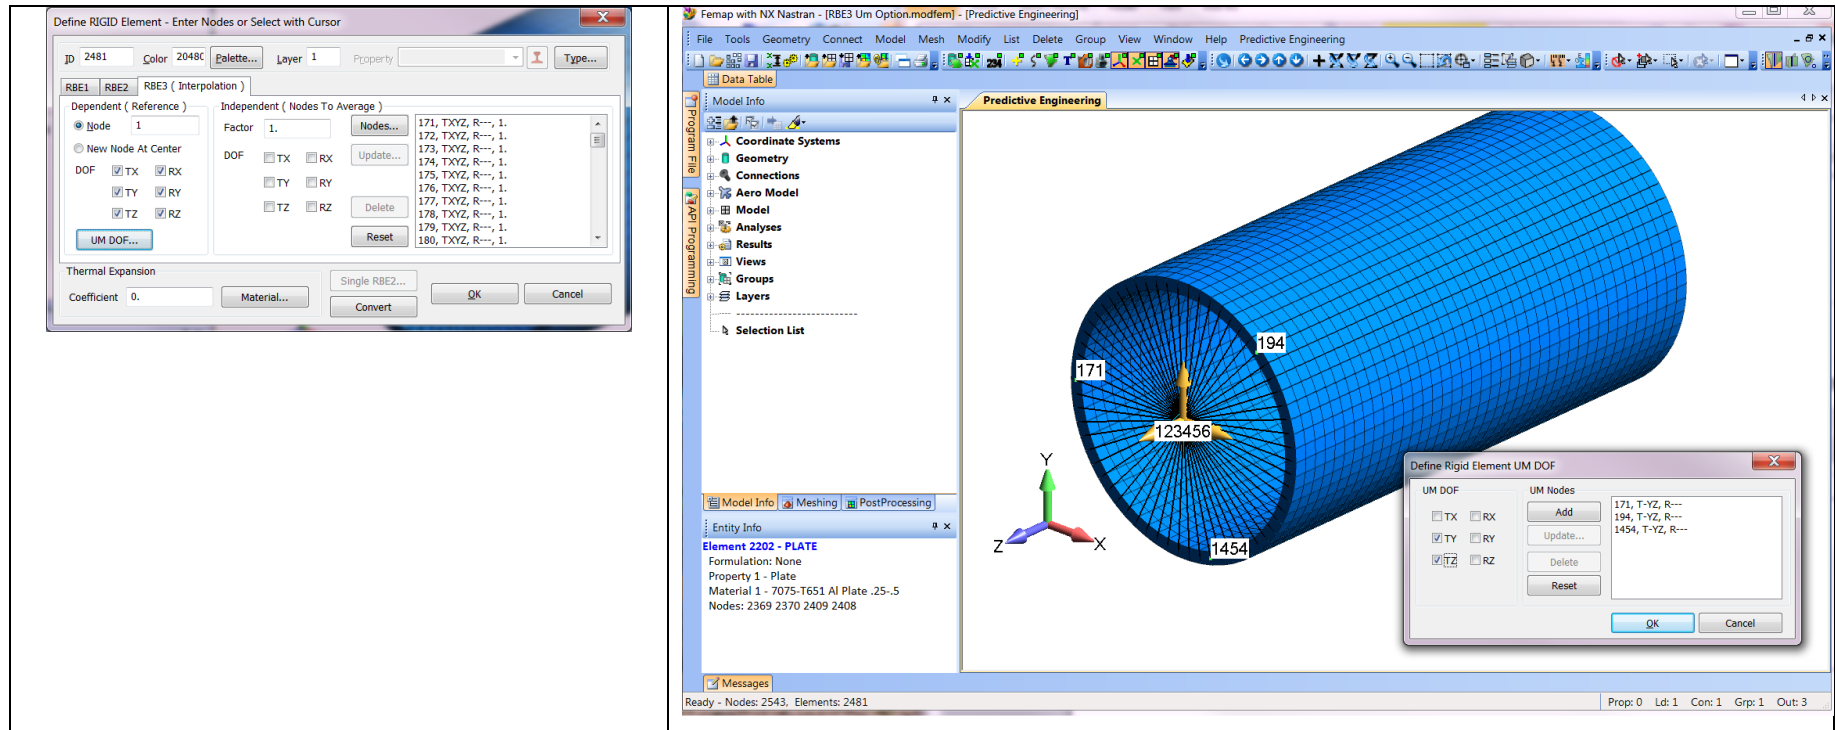 Define RIGID Element - Enter Nodes or Select with Cursor
ID 2481 Color 2048 Palette... Layer 1 Property Type...
RBE1 RBE2 RBE3 ( Interpolation )
Dependent ( Reference )
Node 1
New Node At Center
DOF TX RX
TY RY
TZ RZ
UM DOF...
Independent ( Nodes To Average )
Factor 1. Nodes...
DOF TX RX Update...
TY RY
TZ RZ Delete
Reset
171, TXYZ, R---, 1.
172, TXYZ, R---, 1.
173, TXYZ, R---, 1.
174, TXYZ, R---, 1.
175, TXYZ, R---, 1.
176, TXYZ, R---, 1.
177, TXYZ, R---, 1.
178, TXYZ, R---, 1.
179, TXYZ, R---, 1.
180, TXYZ, R---, 1.
Thermal Expansion
Coefficient 0. Material...
Single RBE2...
Convert
OK Cancel
Femap with NX Nastran - [RBE3 Um Option.modfem] - [Predictive Engineering]
File Tools Geometry Connect Model Mesh Modify List Delete Group View Window Help Predictive Engineering
Data Table
Program File
API Programming
Model Info
Coordinate Systems
Geometry
Connections
Aero Model
Model
Analyses
Results
Views
Groups
Layers
Selection List
Model Info Meshing PostProcessing
Entity Info
Element 2202 - PLATE
Formulation: None
Property 1 - Plate
Material 1 - 7075-T651 Al Plate .25-.5
Nodes: 2369 2370 2409 2408
Messages
Ready - Nodes: 2543, Elements: 2481
Prop: 0 Ld: 1 Con: 1 Grp: 1 Out: 3
Predictive Engineering
194
171
123456
1454
Y
Z
X
Define Rigid Element UM DOF
UM DOF
TX RX
TY RY
TZ RZ
UM Nodes
Add
Update...
Delete
Reset
171, T-YZ, R---
194, T-YZ, R---
1454, T-YZ, R---
OK Cancel